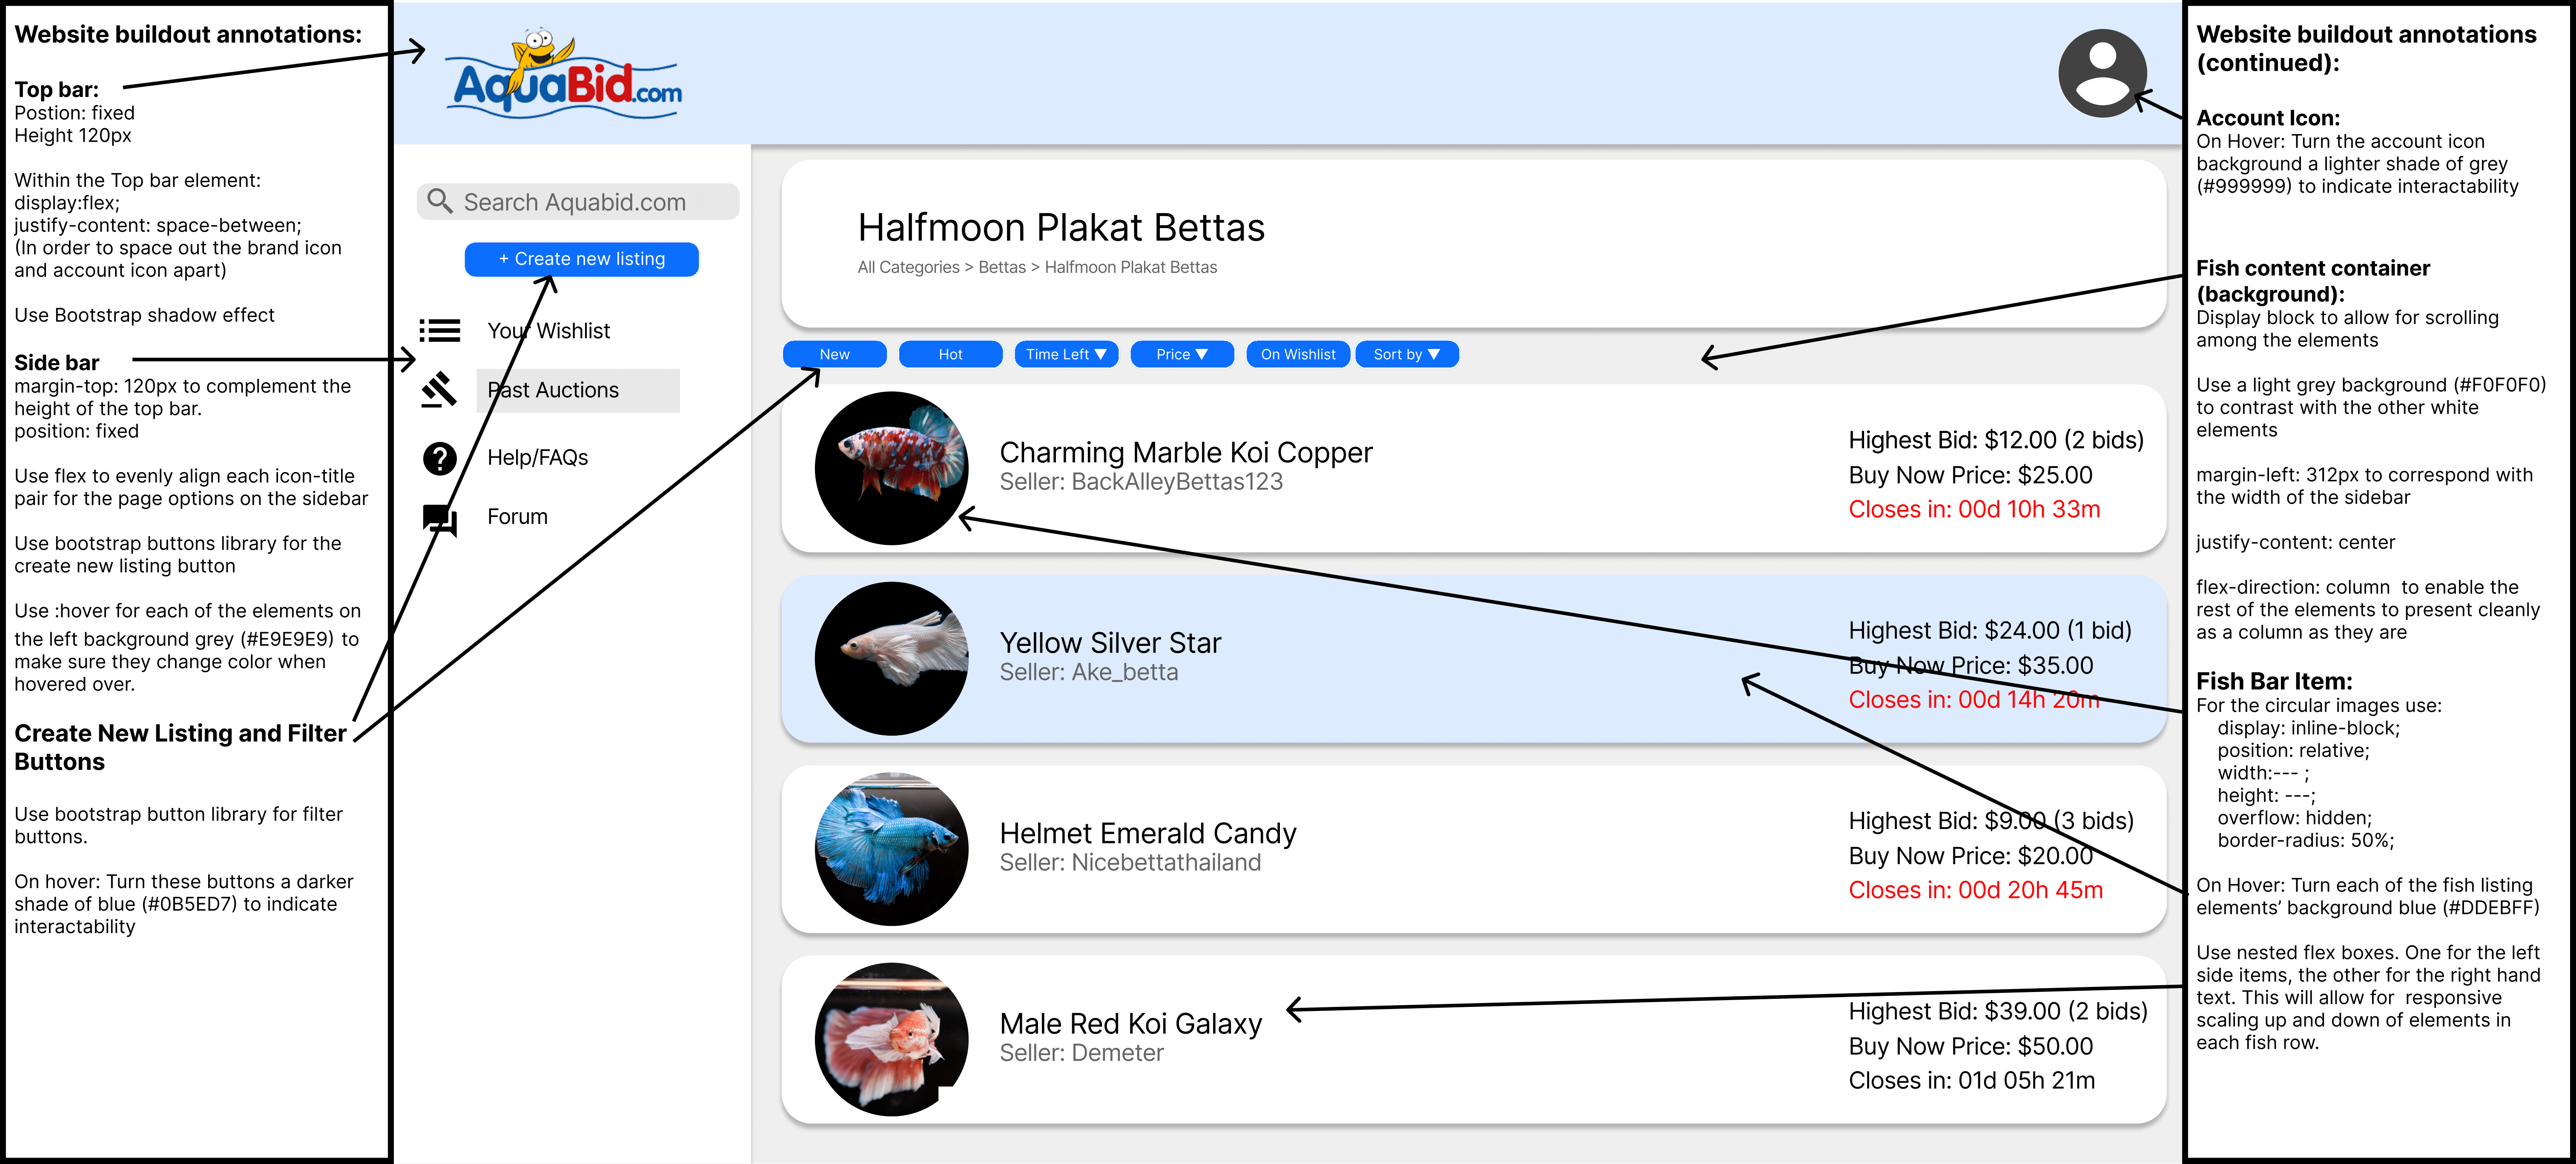 Website buildout annotations:
Top bar:
Postion: fixed
Height 120px
Within the Top bar element:
display:flex;
justify-content: space-between;
(In order to space out the brand icon
and account icon apart)
Use Bootstrap shadow effect
Side bar
margin-top: 120px to complement the
height of the top bar.
position: fixed
Use flex to evenly align each icon-title
pair for the page options on the sidebar
Use bootstrap buttons library for the
create new listing button
Use :hover for each of the elements on
the left background grey (#E9E9E9) to
make sure they change color when
hovered over.
Create New Listing and Filter
Buttons
Use bootstrap button library for filter
buttons.
On hover: Turn these buttons a darker
shade of blue (#0B5ED7) to indicate
interactability
AquaBid.com
Search Aquabid.com
+ Create new listing
Your Wishlist
Past Auctions
Help/FAQs
Forum
Halfmoon Plakat Bettas
All Categories > Bettas > Halfmoon Plakat Bettas
New Hot Time Left ▼ Price ▼ On Wishlist Sort by ▼
Charming Marble Koi Copper
Seller: BackAlleyBettas123
Highest Bid: $12.00 (2 bids)
Buy Now Price: $25.00
Closes in: 00d 10h 33m
Yellow Silver Star
Seller: Ake_betta
Highest Bid: $24.00 (1 bid)
Buy Now Price: $35.00
Closes in: 00d 14h 20m
Helmet Emerald Candy
Seller: Nicebettathailand
Highest Bid: $9.00 (3 bids)
Buy Now Price: $20.00
Closes in: 00d 20h 45m
Male Red Koi Galaxy
Seller: Demeter
Highest Bid: $39.00 (2 bids)
Buy Now Price: $50.00
Closes in: 01d 05h 21m
Website buildout annotations
(continued):
Account Icon:
On Hover: Turn the account icon
background a lighter shade of grey
(#999999) to indicate interactability
Fish content container
(background):
Display block to allow for scrolling
among the elements
Use a light grey background (#F0F0F0)
to contrast with the other white
elements
margin-left: 312px to correspond with
the width of the sidebar
justify-content: center
flex-direction: column  to enable the
rest of the elements to present cleanly
as a column as they are
Fish Bar Item:
For the circular images use:
display: inline-block;
position: relative;
width:--- ;
height: ---;
overflow: hidden;
border-radius: 50%;
On Hover: Turn each of the fish listing
elements’ background blue (#DDEBFF)
Use nested flex boxes. One for the left
side items, the other for the right hand
text. This will allow for  responsive
scaling up and down of elements in
each fish row.